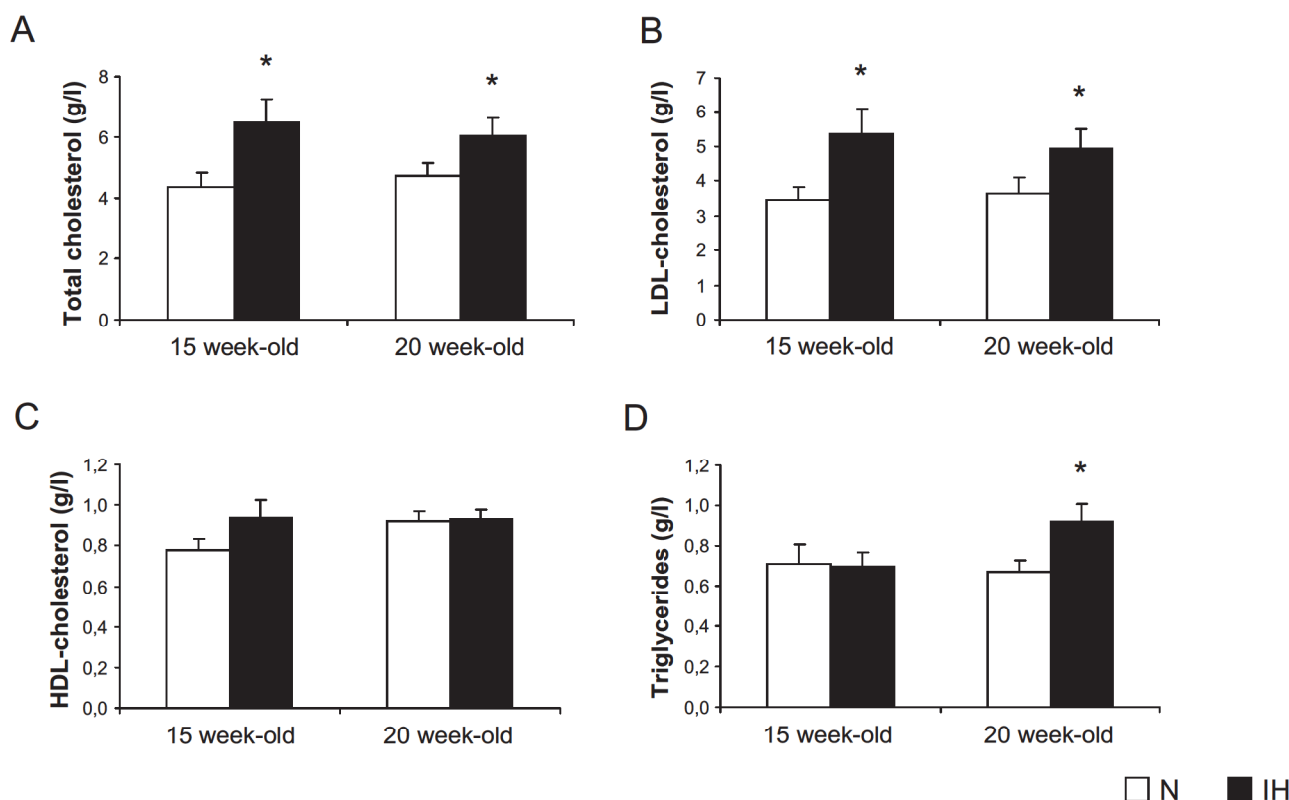 A
Total cholesterol (g/l)
8
6
4
2
0
*
*
15 week-old
20 week-old
B
LDL-cholesterol (g/l)
7
6
5
4
3
2
1
0
*
*
15 week-old
20 week-old
C
HDL-cholesterol (g/l)
1,2
1,0
0,8
0,6
0,4
0,2
0,0
15 week-old
20 week-old
D
Triglycerides (g/l)
1,2
1,0
0,8
0,6
0,4
0,2
0,0
*
15 week-old
20 week-old
N
IH